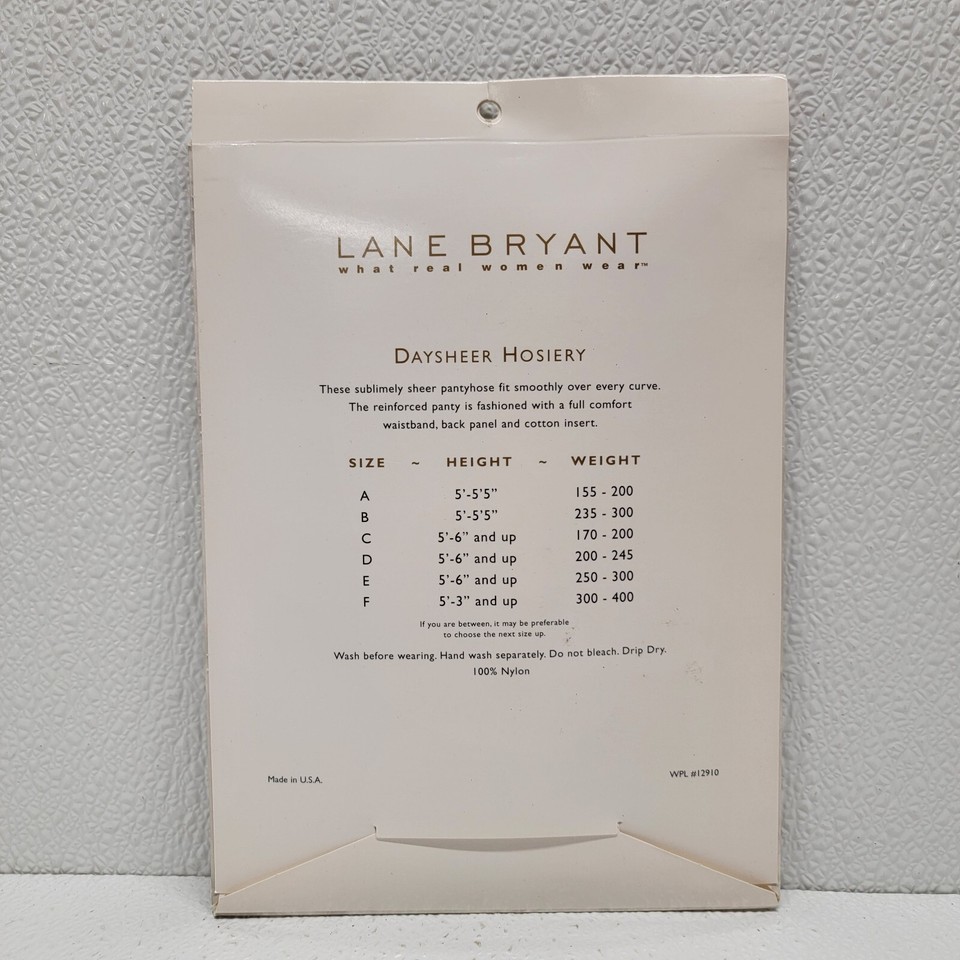 LANE BRYANT
what real women wear™
DAYSHEER HOSIERY
These sublimely sheer pantyhose fit smoothly over every curve.
The reinforced panty is fashioned with a full comfort
waistband, back panel and cotton insert.
SIZE ~ HEIGHT ~ WEIGHT
A 5'-5'5" 155 - 200
B 5'-5'5" 235 - 300
C 5'-6" and up 170 - 200
D 5'-6" and up 200 - 245
E 5'-6" and up 250 - 300
F 5'-3" and up 300 - 400
If you are between, it may be preferable
to choose the next size up.
Wash before wearing. Hand wash separately. Do not bleach. Drip Dry.
100% Nylon
Made in U.S.A.
WPL #12910